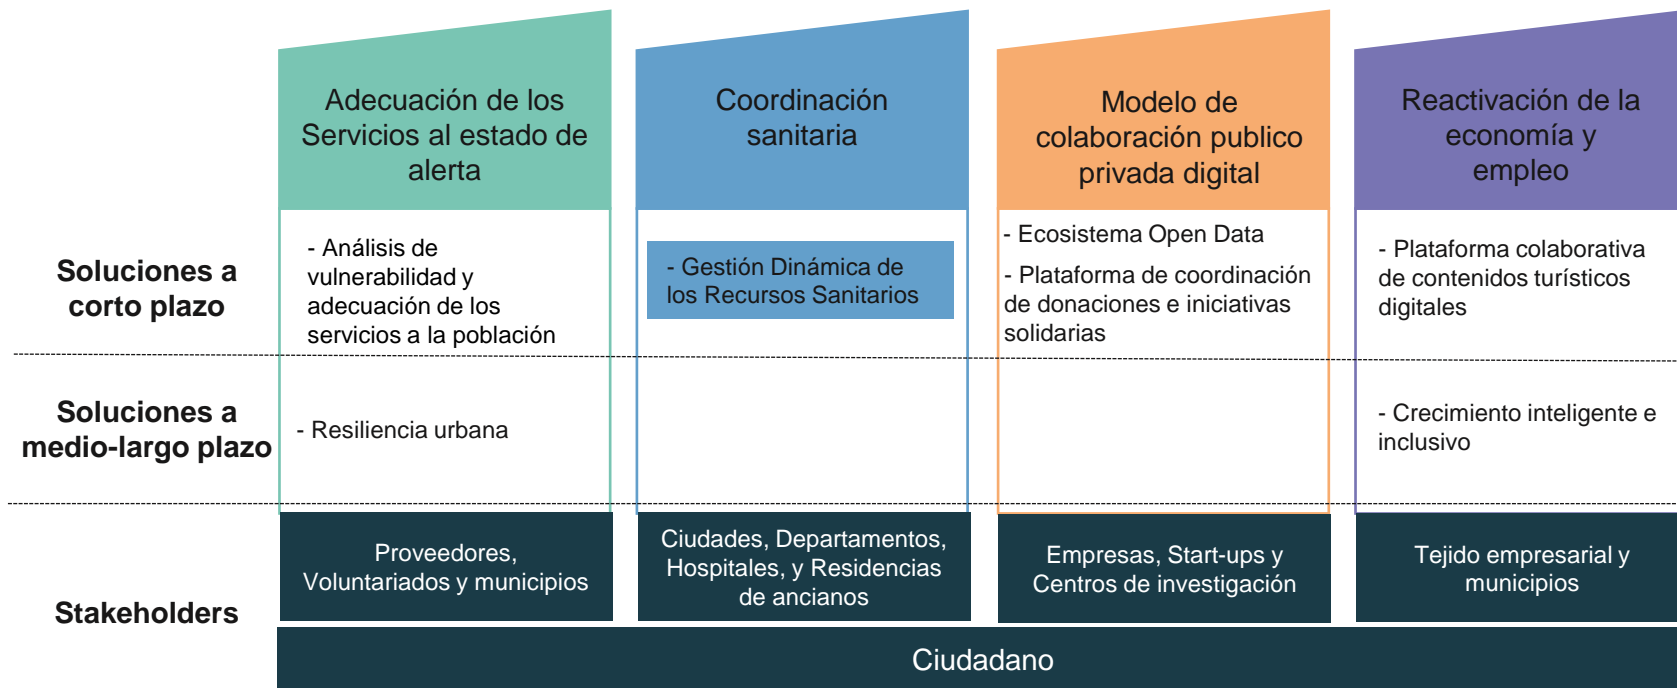 Adecuación de los
Servicios al estado de
alerta
Coordinación
sanitaria
Modelo de
colaboración publico
privada digital
Reactivación de la
economía y
empleo
Soluciones a
corto plazo
- Análisis de
vulnerabilidad y
adecuación de los
servicios a la población
- Gestión Dinámica de
los Recursos Sanitarios
- Ecosistema Open Data
- Plataforma de coordinación
de donaciones e iniciativas
solidarias
- Plataforma colaborativa
de contenidos turísticos
digitales
Soluciones a
medio-largo plazo
- Resiliencia urbana
- Crecimiento inteligente e
inclusivo
Stakeholders
Proveedores,
Voluntariados y municipios
Ciudades, Departamentos,
Hospitales, y Residencias
de ancianos
Empresas, Start-ups y
Centros de investigación
Tejido empresarial y
municipios
Ciudadano